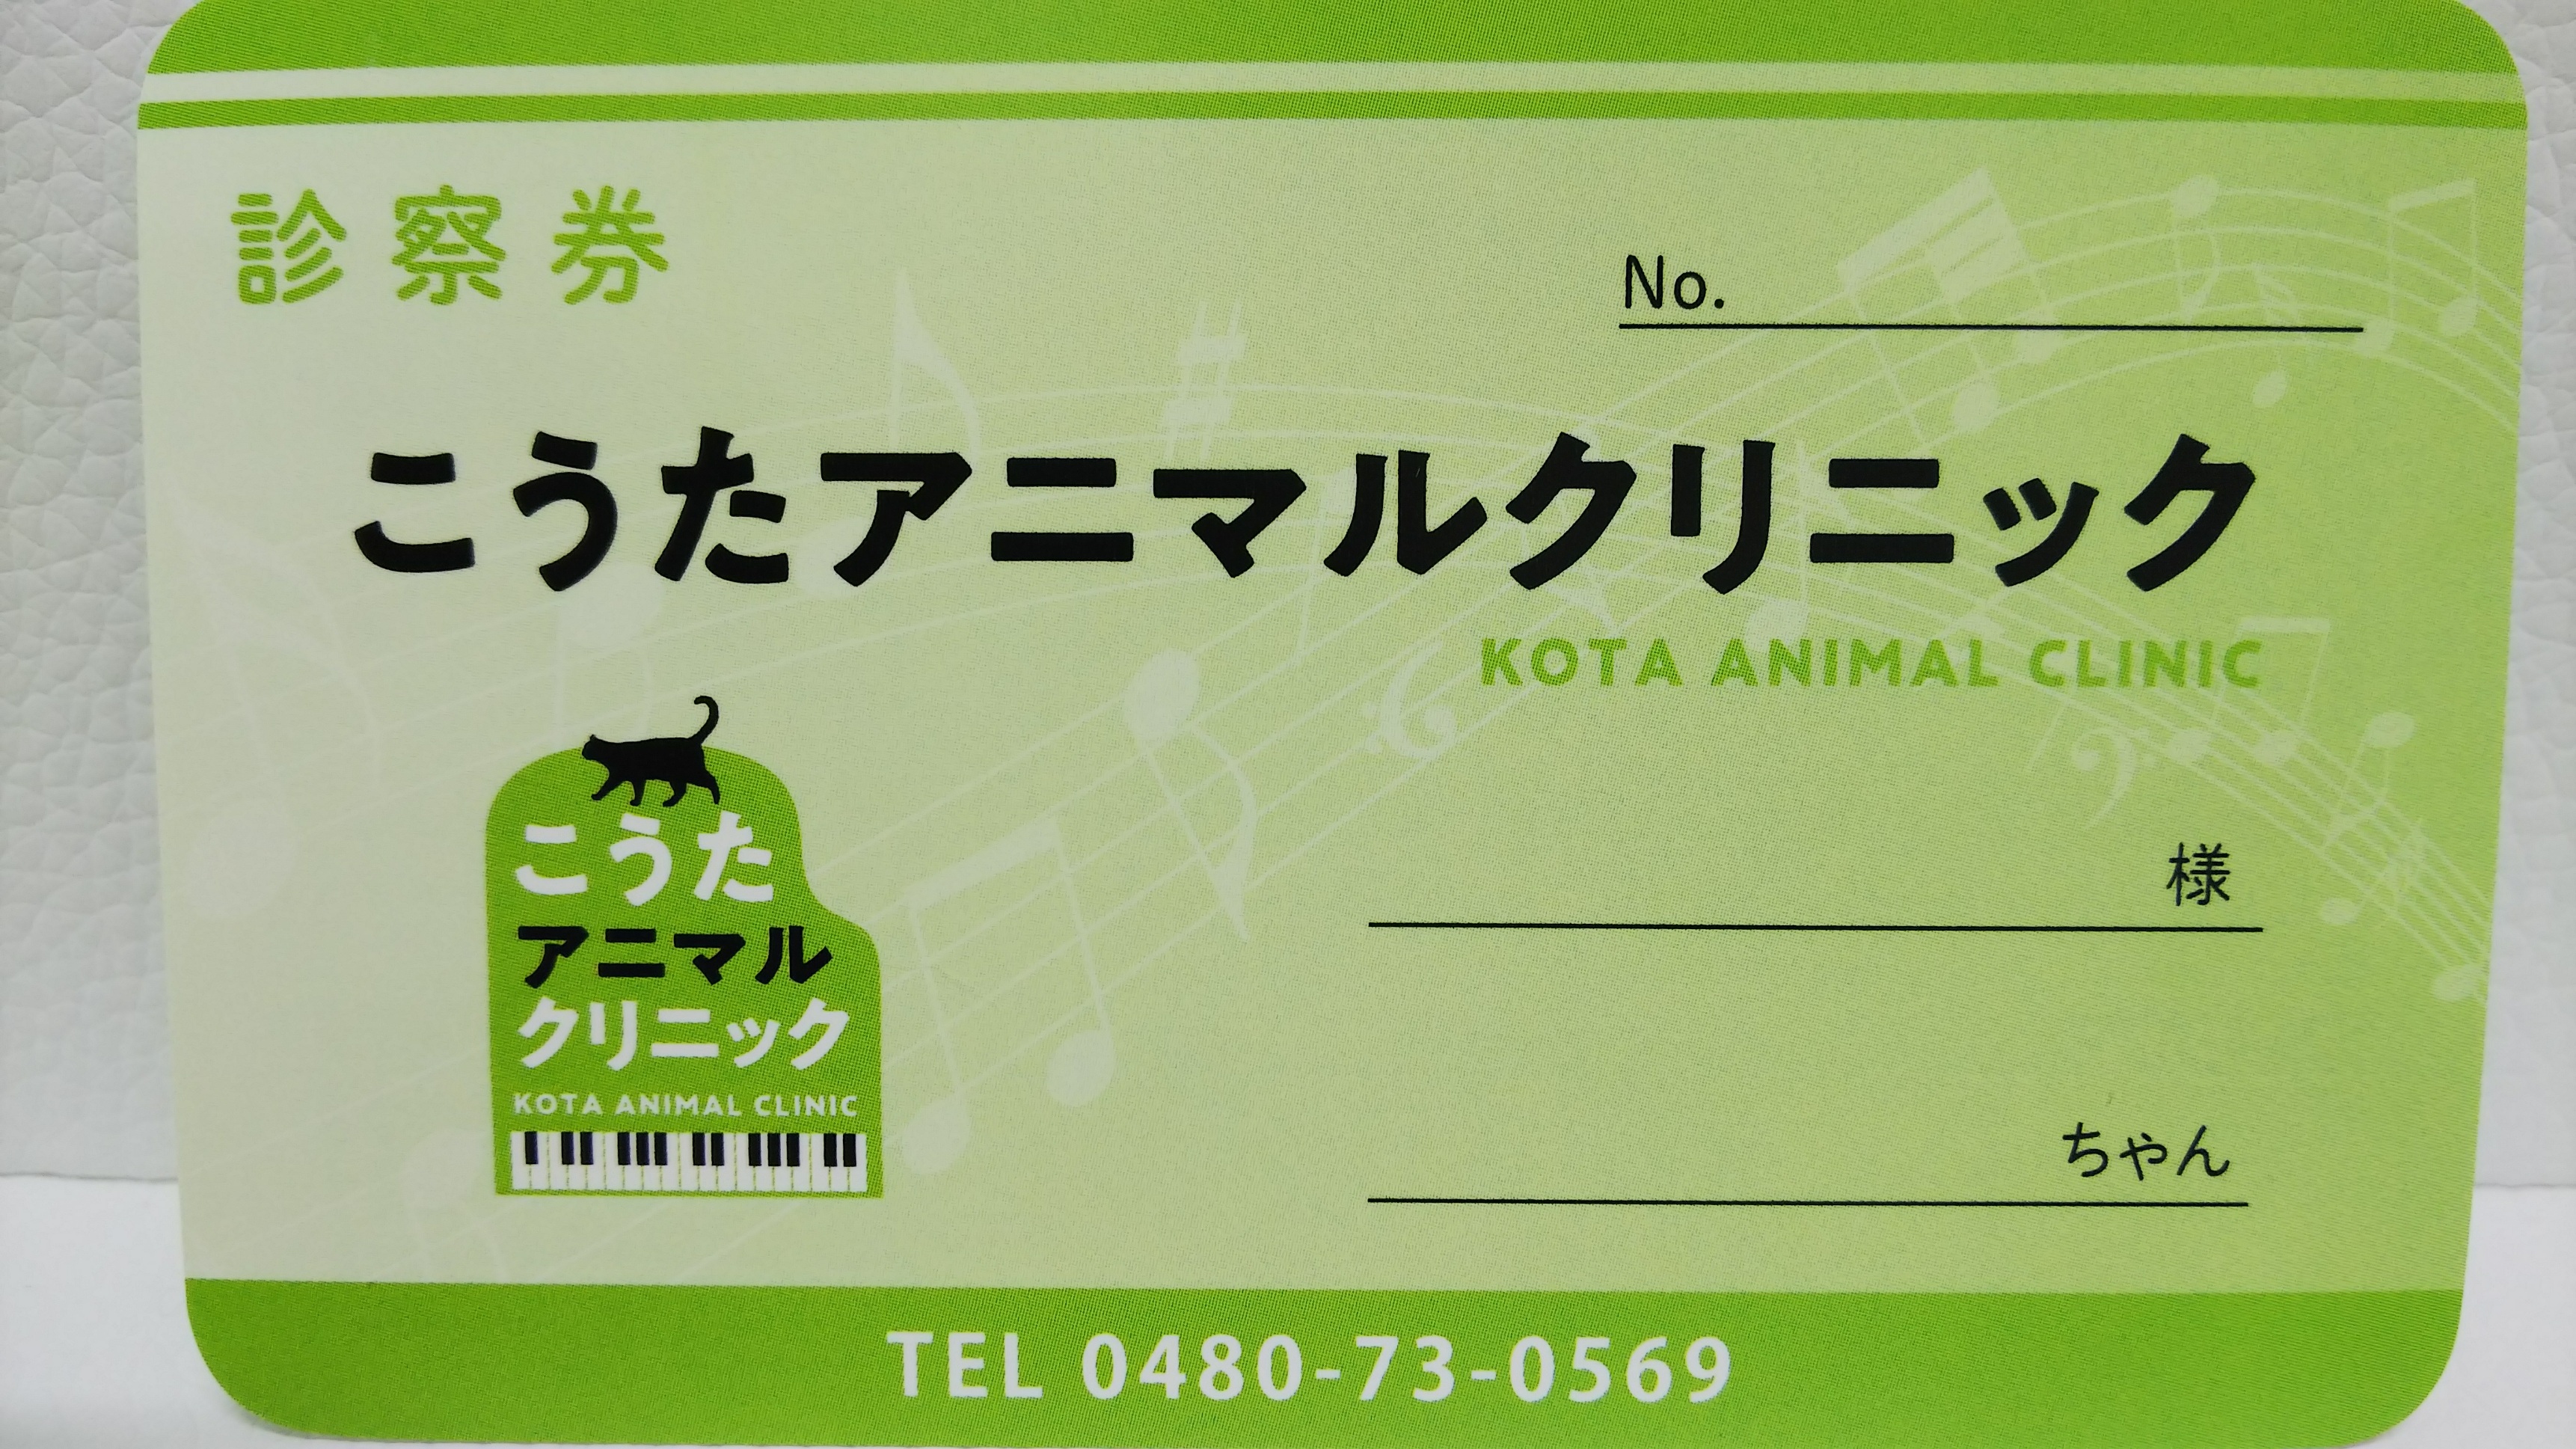 診察券
No.
こうたアニマルクリニック
KOTA ANIMAL CLINIC
こうた
アニマル
クリニック
KOTA ANIMAL CLINIC
様
ちゃん
TEL 0480-73-0569